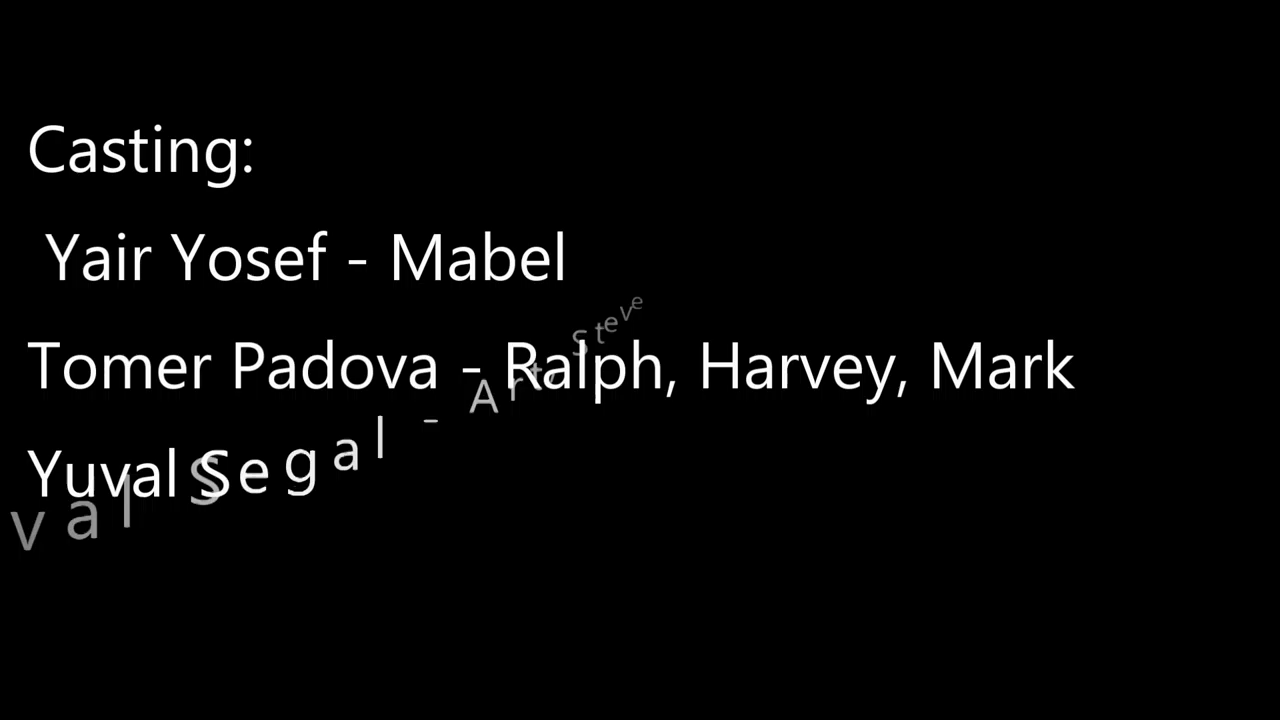 Casting:
Yair Yosef - Mabel
Tomer Padova - Ralph, Harvey, Mark
Yuval Segal - Art, Steve